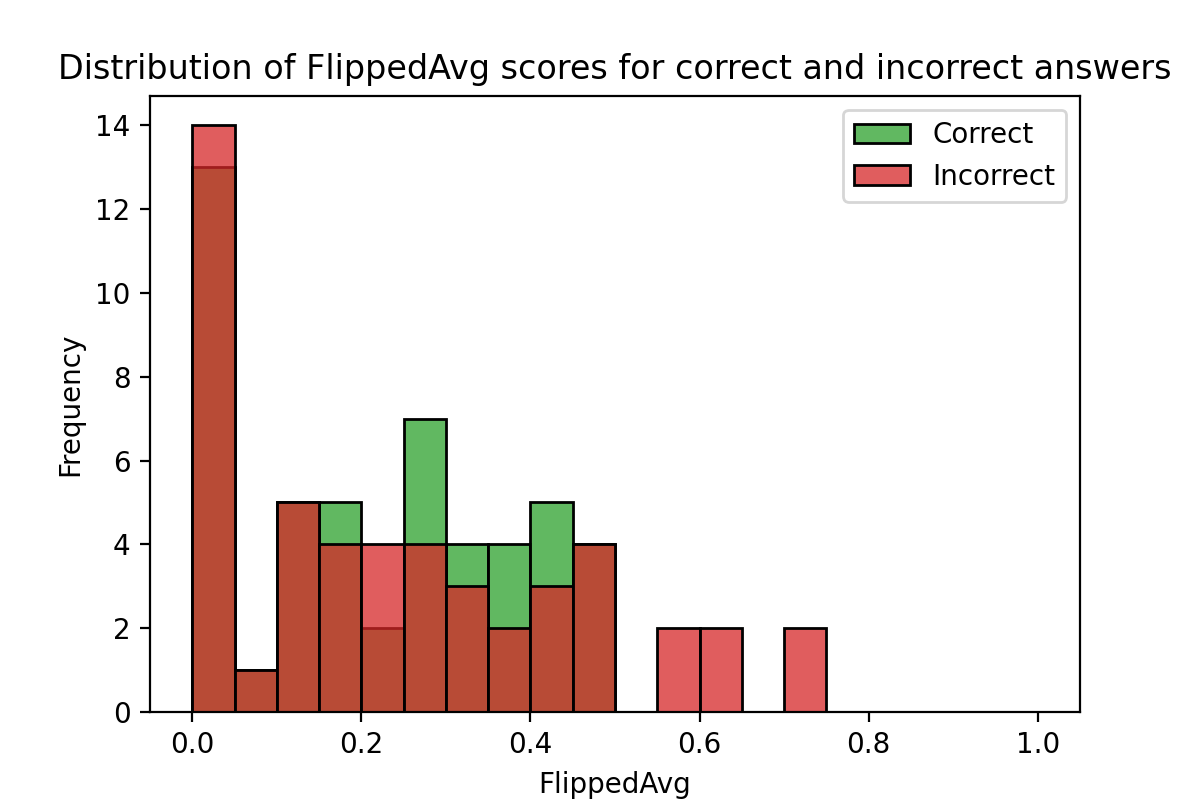 Distribution of FlippedAvg scores for correct and incorrect answers
Correct
Incorrect
Frequency
14
12
10
8
6
4
2
0
0.0 0.2 0.4 0.6 0.8 1.0
FlippedAvg